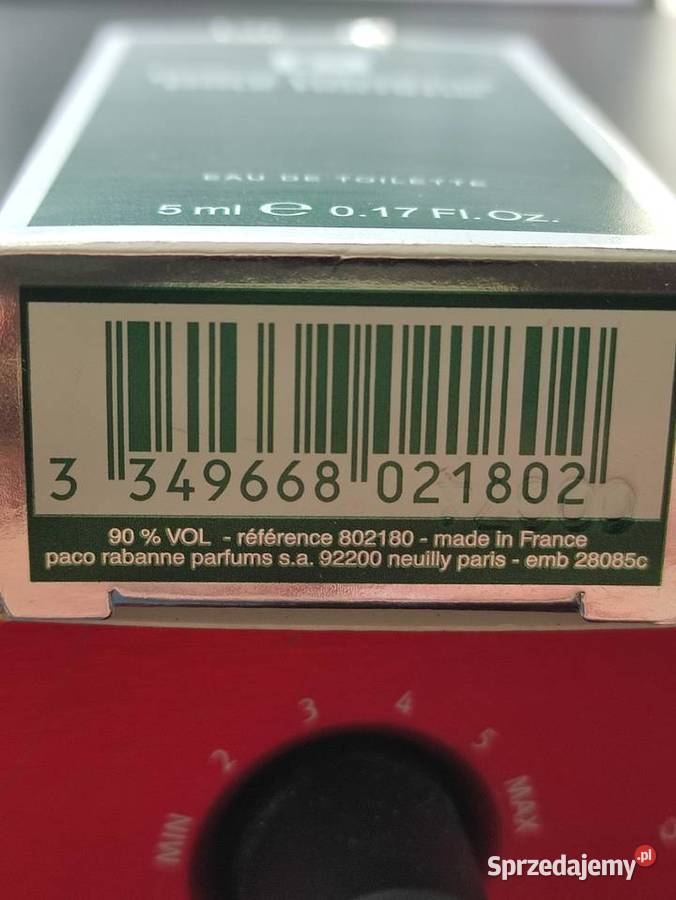 EAU DE TOILETTE
5 ml e 0.17 Fl.Oz.
3 349668 021802
90 % VOL - référence 802180 - made in France
paco rabanne parfums s.a. 92200 neuilly paris - emb 28085c
MIN 2 3 4 5 MAX
Sprzedajemy.pl